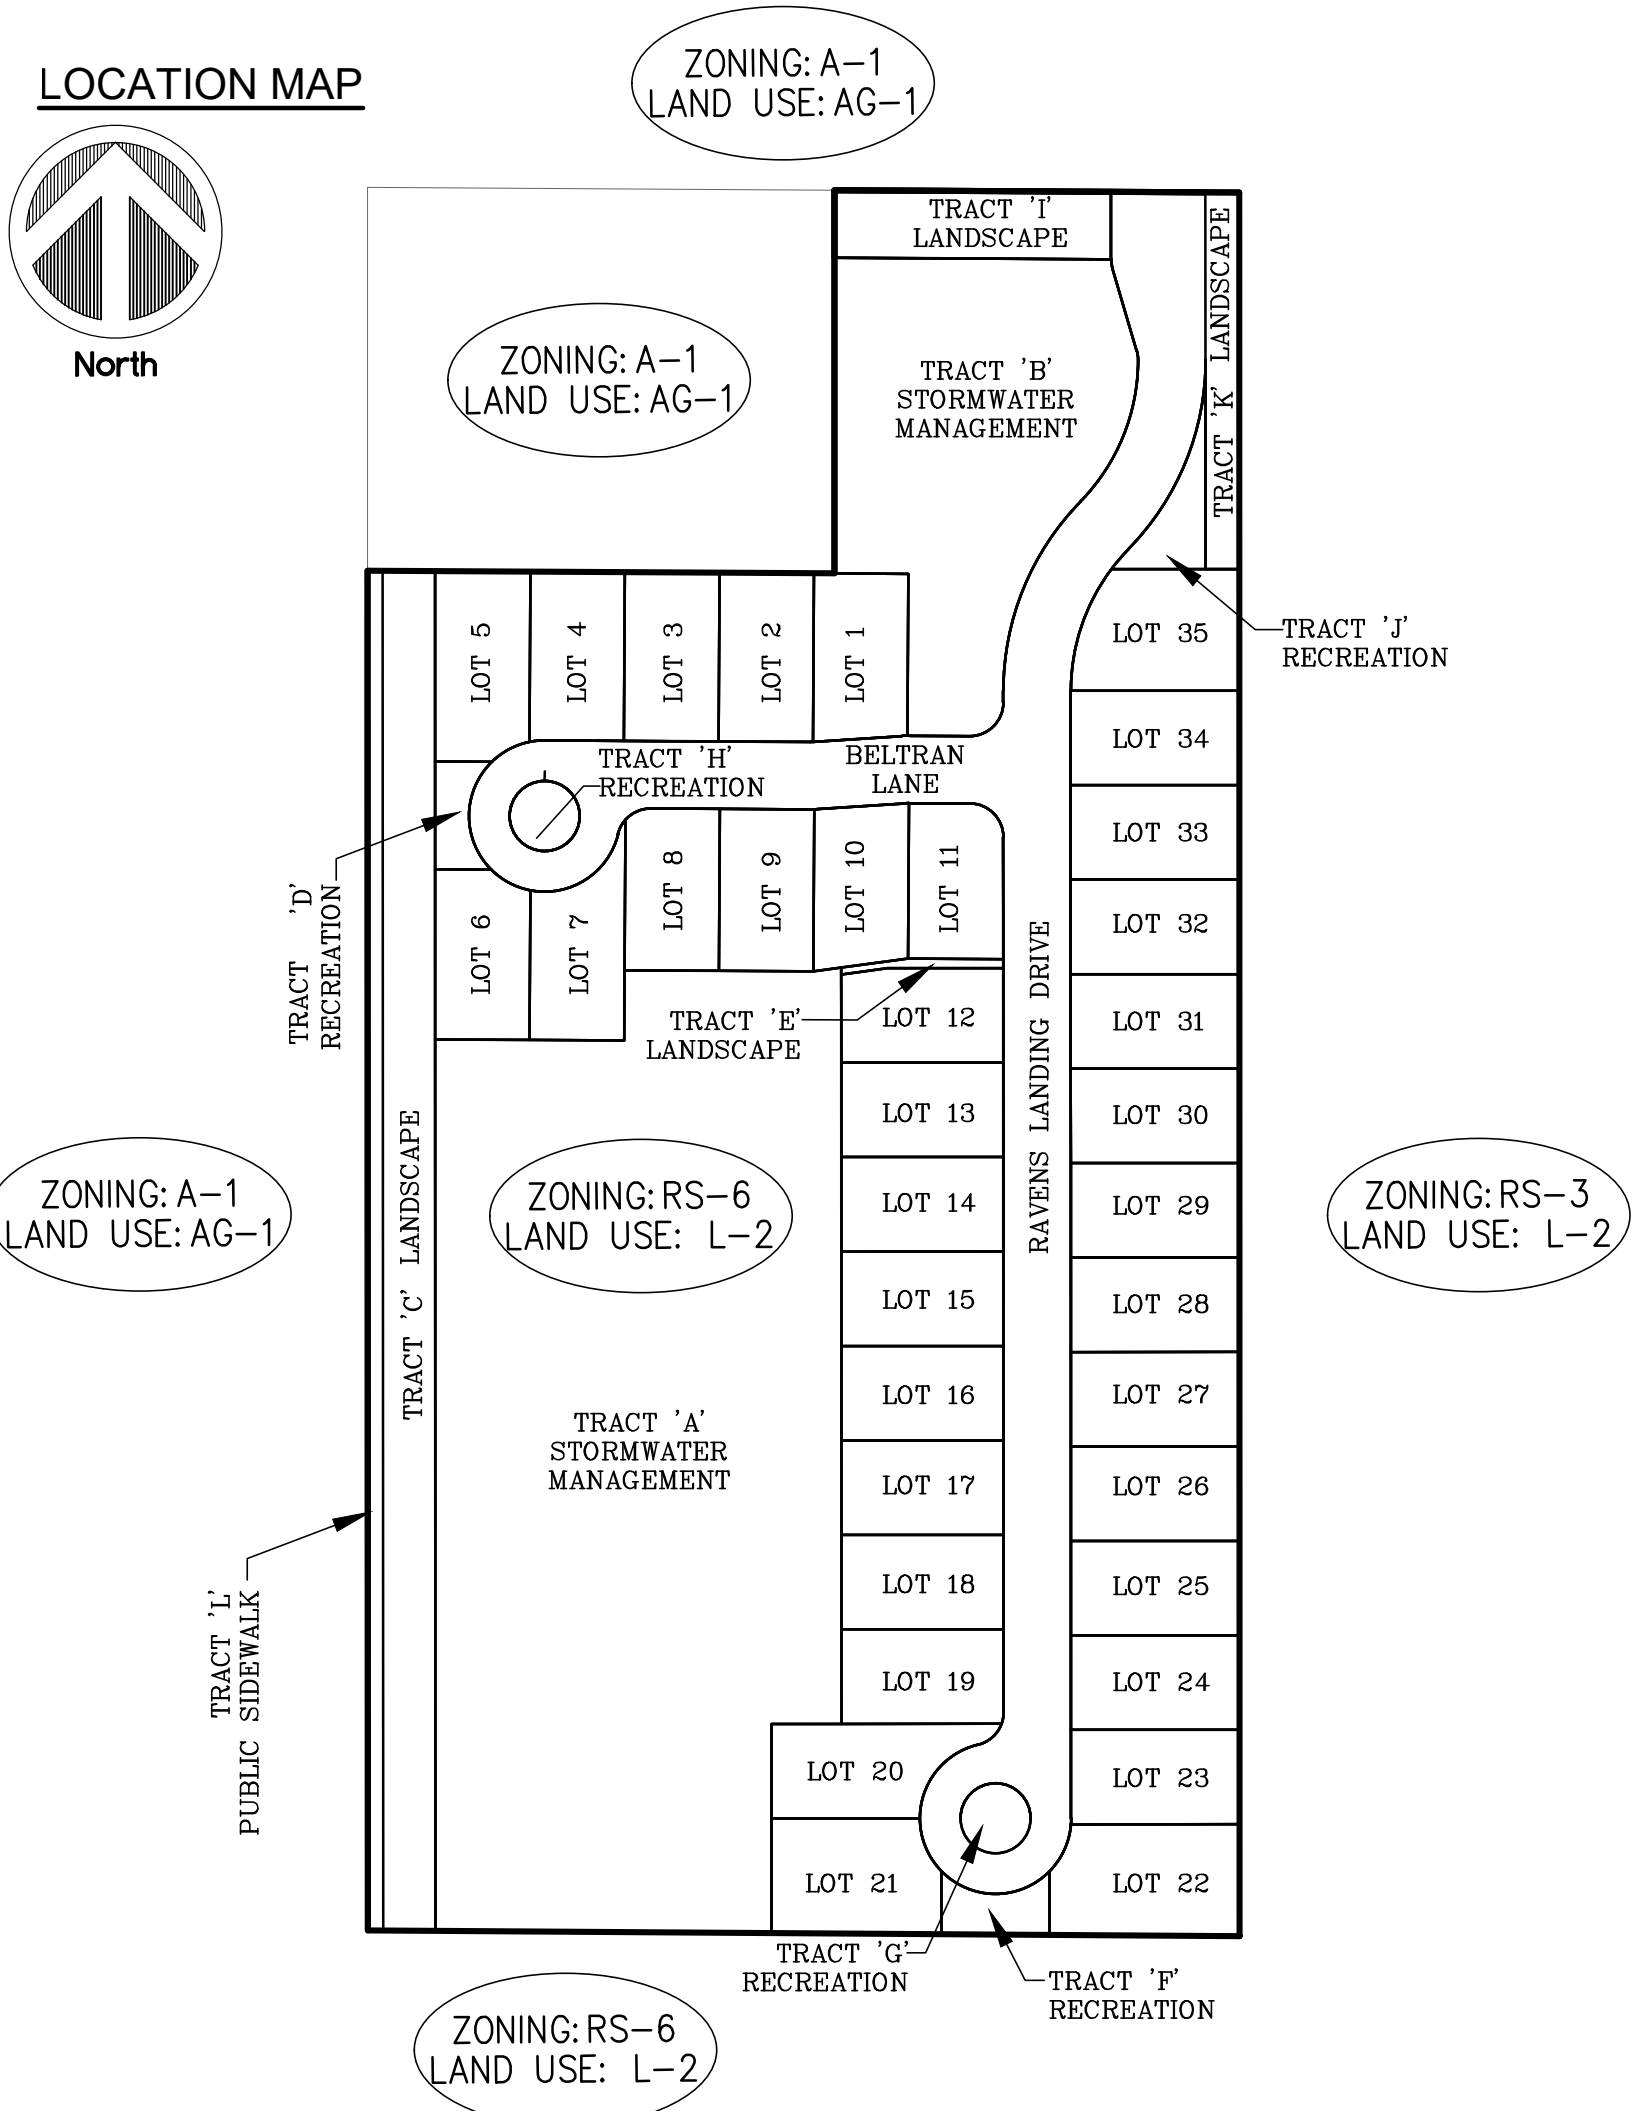 LOCATION MAP
North
ZONING: A-1
LAND USE: AG-1
TRACT 'I'
LANDSCAPE
TRACT 'K' LANDSCAPE
ZONING: A-1
LAND USE: AG-1
TRACT 'B'
STORMWATER
MANAGEMENT
LOT 5
LOT 4
LOT 3
LOT 2
LOT 1
LOT 35
TRACT 'J'
RECREATION
LOT 34
TRACT 'H'
RECREATION
BELTRAN
LANE
LOT 33
TRACT 'D'
RECREATION
LOT 6
LOT 7
LOT 8
LOT 9
LOT 10
LOT 11
LOT 32
RAVENS LANDING DRIVE
TRACT 'E'
LANDSCAPE
LOT 12
LOT 31
LOT 13
LOT 30
TRACT 'C' LANDSCAPE
ZONING: A-1
LAND USE: AG-1
ZONING: RS-6
LAND USE: L-2
LOT 14
LOT 29
ZONING: RS-3
LAND USE: L-2
LOT 15
LOT 28
LOT 16
LOT 27
TRACT 'A'
STORMWATER
MANAGEMENT
LOT 17
LOT 26
LOT 18
LOT 25
TRACT 'L'
PUBLIC SIDEWALK
LOT 19
LOT 24
LOT 20
LOT 23
LOT 21
LOT 22
TRACT 'G'
RECREATION
TRACT 'F'
RECREATION
ZONING: RS-6
LAND USE: L-2